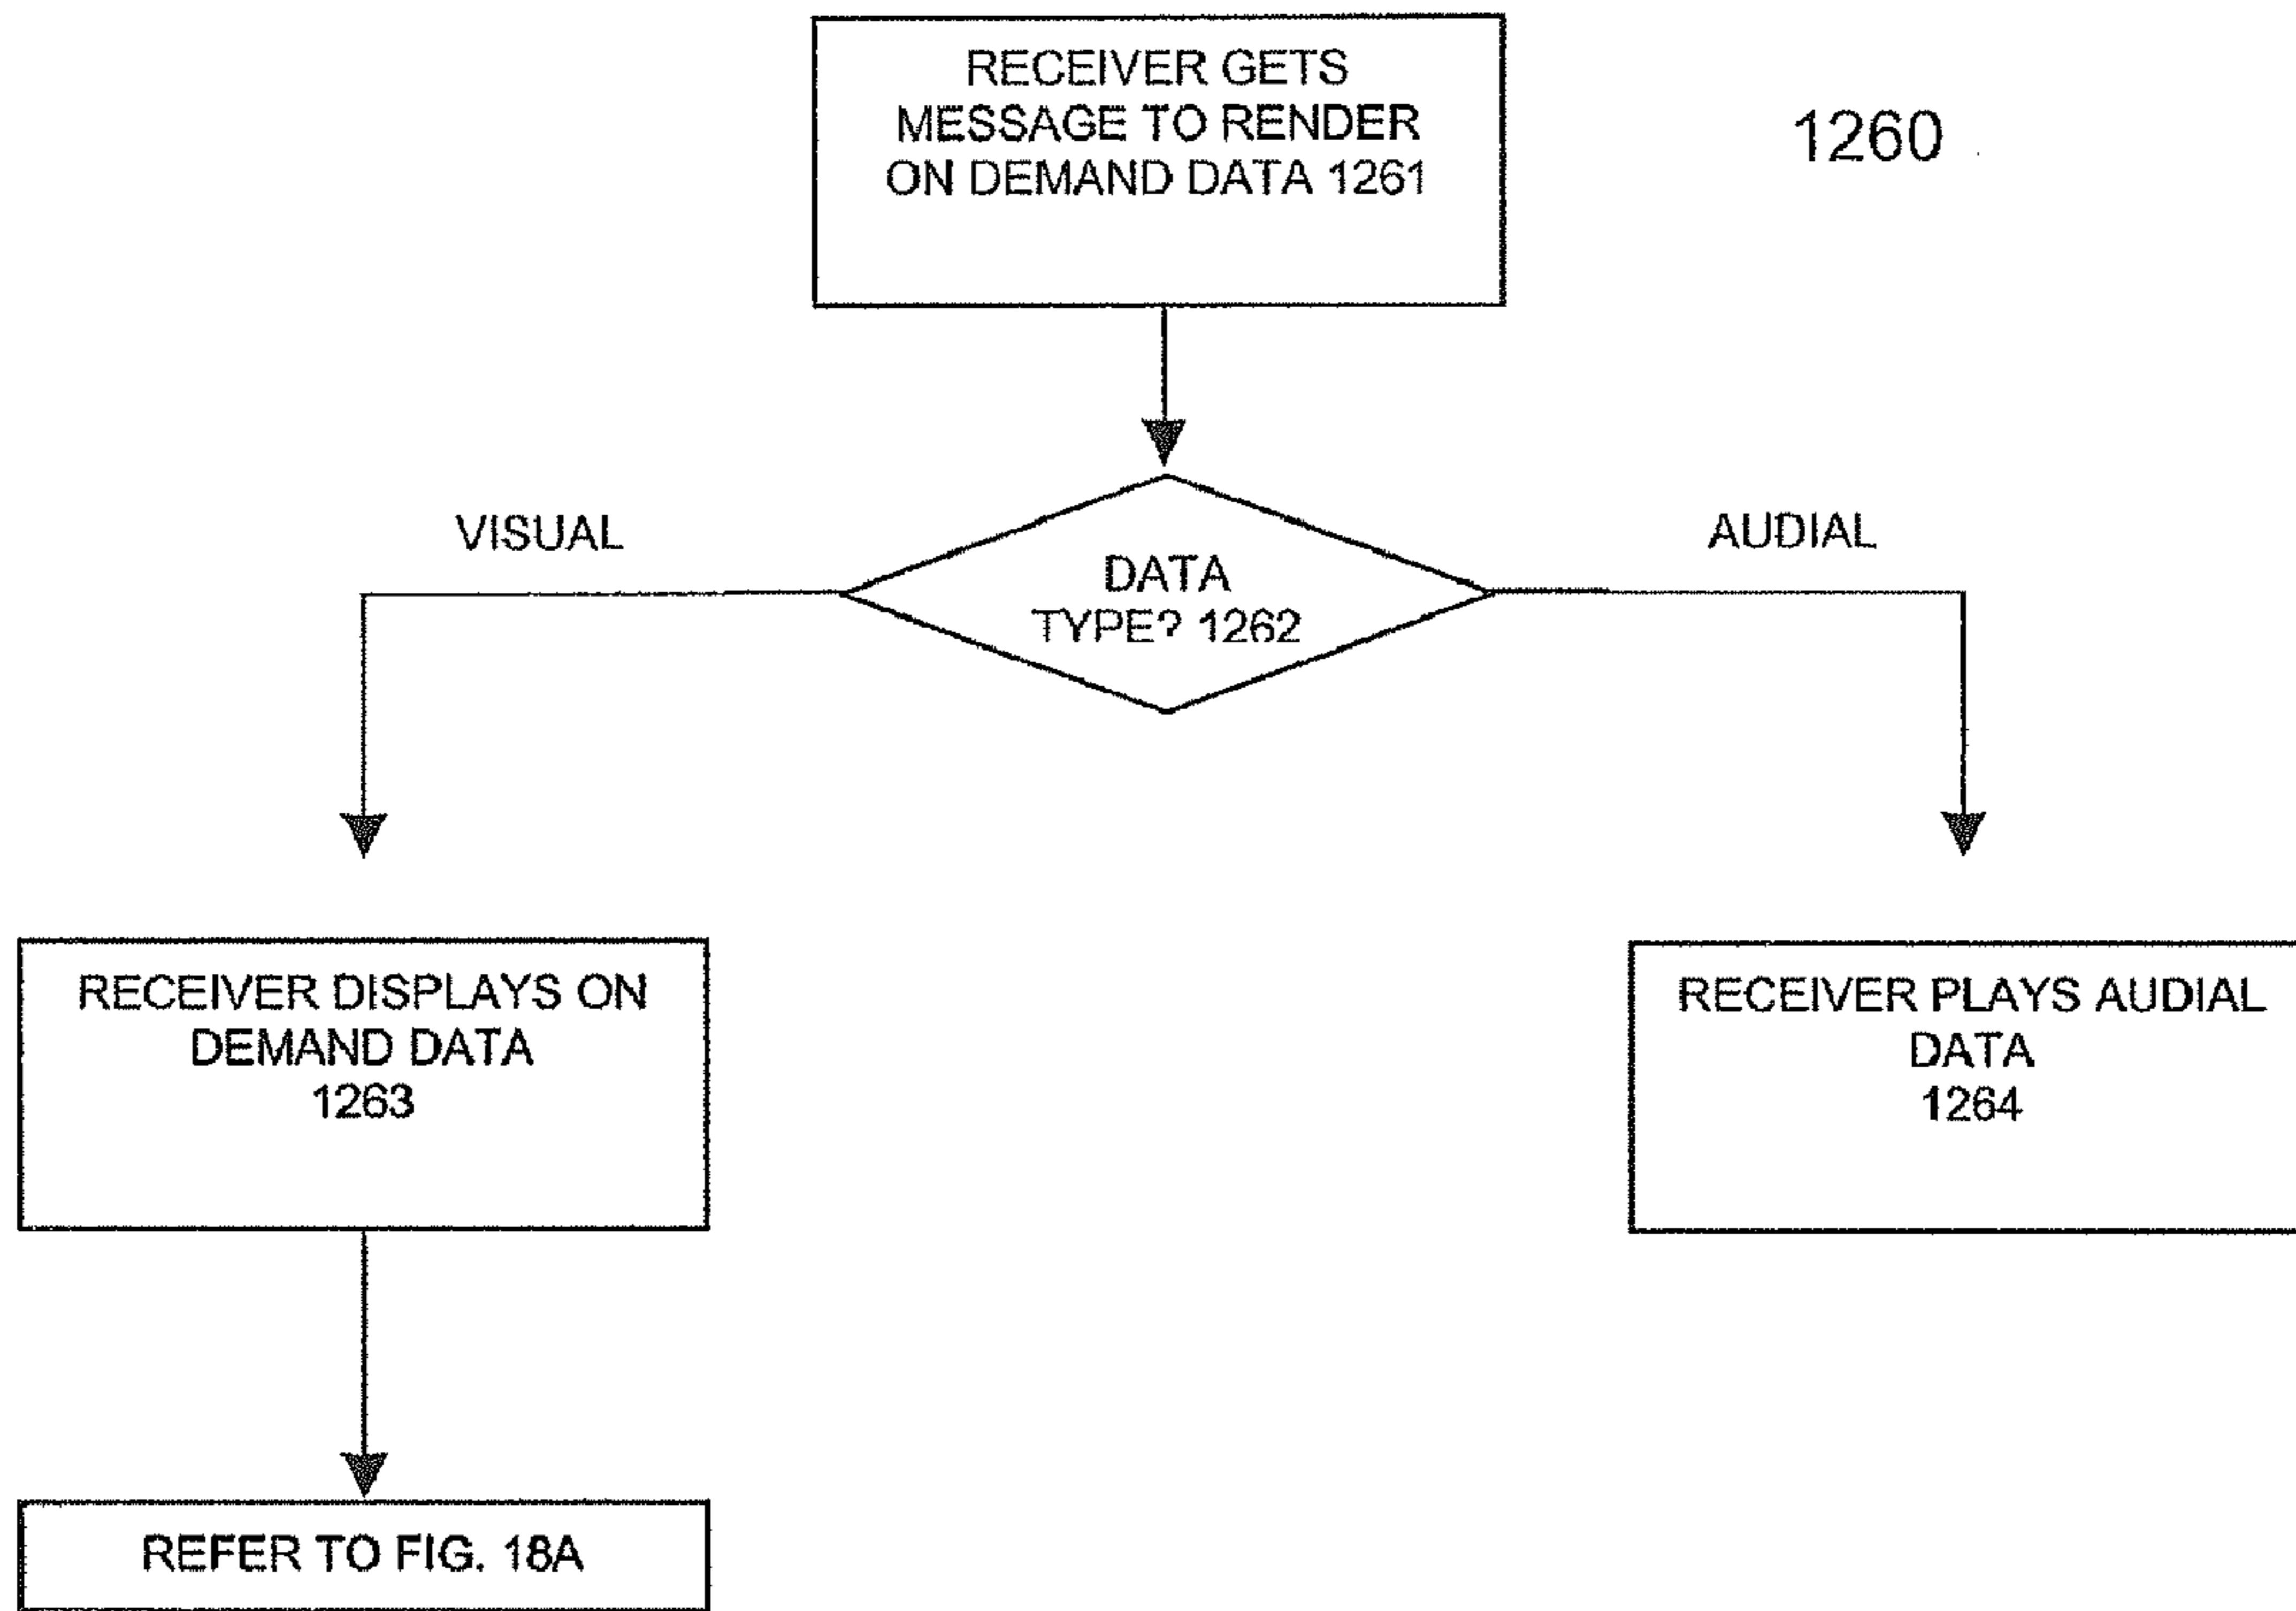 RECEIVER GETS
MESSAGE TO RENDER
ON DEMAND DATA 1261
1260
VISUAL
AUDIAL
DATA
TYPE? 1262
RECEIVER DISPLAYS ON
DEMAND DATA
1263
RECEIVER PLAYS AUDIAL
DATA
1264
REFER TO FIG. 18A